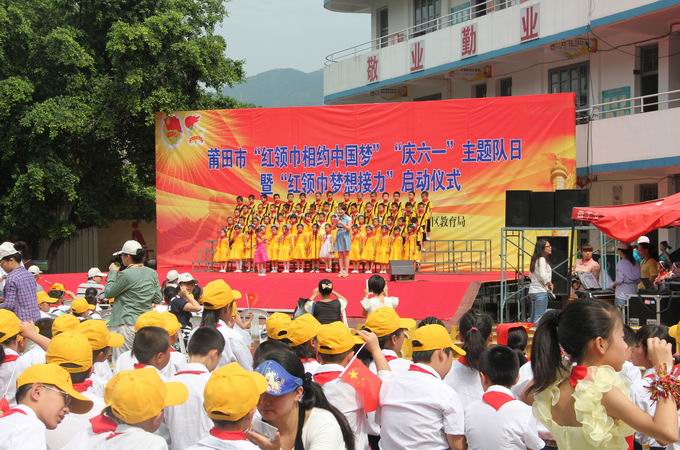 敬业勤业
莆田市“红领巾相约中国梦” “庆六一”主题队日
暨“红领巾梦想接力”启动仪式
区教育局